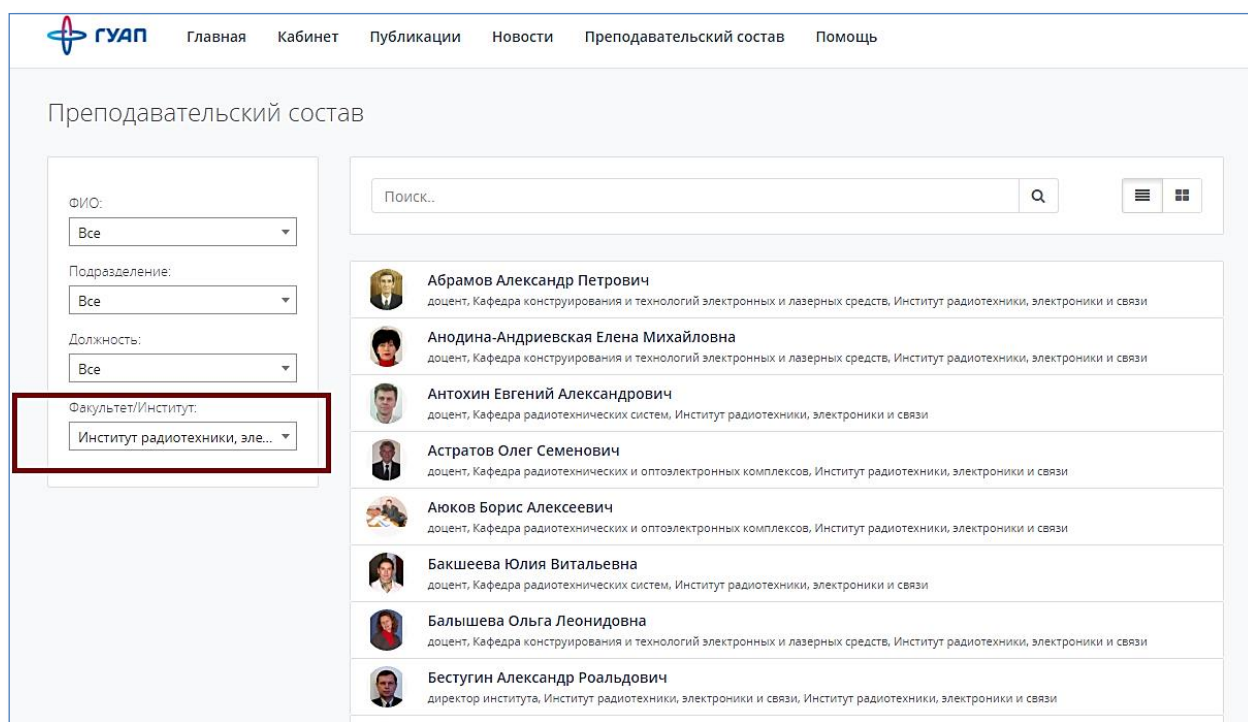 ГУАП Главная Кабинет Публикации Новости Преподавательский состав Помощь
Преподавательский состав
ФИО:
Все
Подразделение:
Все
Должность:
Все
Факультет/Институт:
Институт радиотехники, эле...
Поиск..
Абрамов Александр Петрович
доцент, Кафедра конструирования и технологий электронных и лазерных средств, Институт радиотехники, электроники и связи
Анодина-Андриевская Елена Михайловна
доцент, Кафедра конструирования и технологий электронных и лазерных средств, Институт радиотехники, электроники и связи
Антохин Евгений Александрович
доцент, Кафедра радиотехнических систем, Институт радиотехники, электроники и связи
Астратов Олег Семенович
доцент, Кафедра радиотехнических и оптоэлектронных комплексов, Институт радиотехники, электроники и связи
Аюков Борис Алексеевич
доцент, Кафедра радиотехнических и оптоэлектронных комплексов, Институт радиотехники, электроники и связи
Бакшеева Юлия Витальевна
доцент, Кафедра радиотехнических систем, Институт радиотехники, электроники и связи
Балышева Ольга Леонидовна
доцент, Кафедра конструирования и технологий электронных и лазерных средств, Институт радиотехники, электроники и связи
Бестугин Александр Роальдович
директор института, Институт радиотехники, электроники и связи, Институт радиотехники, электроники и связи